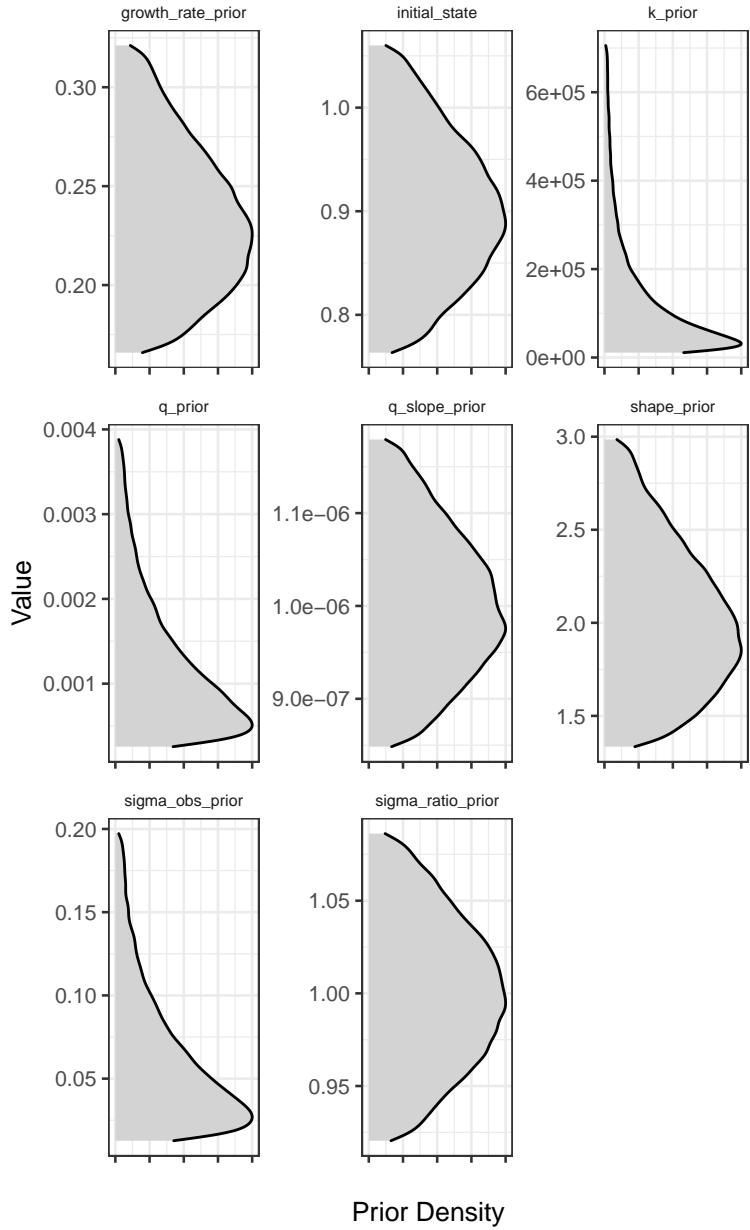 growth_rate_prior
0.30
0.25
0.20
initial_state
1.0
0.9
0.8
k_prior
6e+05
4e+05
2e+05
0e+00
q_prior
0.004
0.003
0.002
0.001
q_slope_prior
1.1e−06
1.0e−06
9.0e−07
shape_prior
3.0
2.5
2.0
1.5
sigma_obs_prior
0.20
0.15
0.10
0.05
sigma_ratio_prior
1.05
1.00
0.95
Value
Prior Density